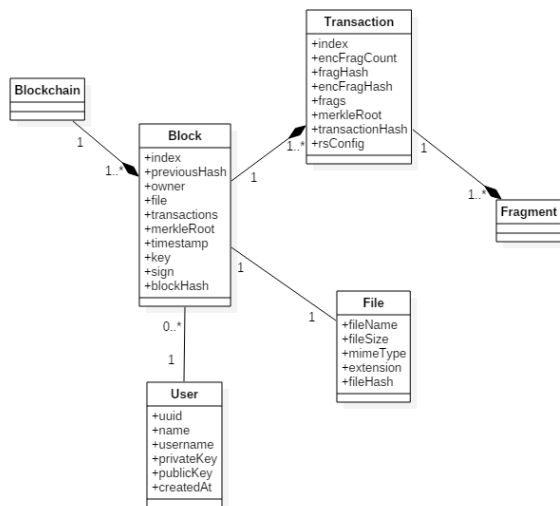 Transaction
+index
+encFragCount
+fragHash
+encFragHash
+frags
+merkleRoot
+transactionHash
+rsConfig
Blockchain
1
1..*
Block
+index
+previousHash
+owner
+file
+transactions
+merkleRoot
+timestamp
+key
+sign
+blockHash
1..*
1
1
1..*
Fragment
1
1
File
+fileName
+fileSize
+mimeType
+extension
+fileHash
0..*
1
User
+uuid
+name
+username
+privateKey
+publicKey
+createdAt